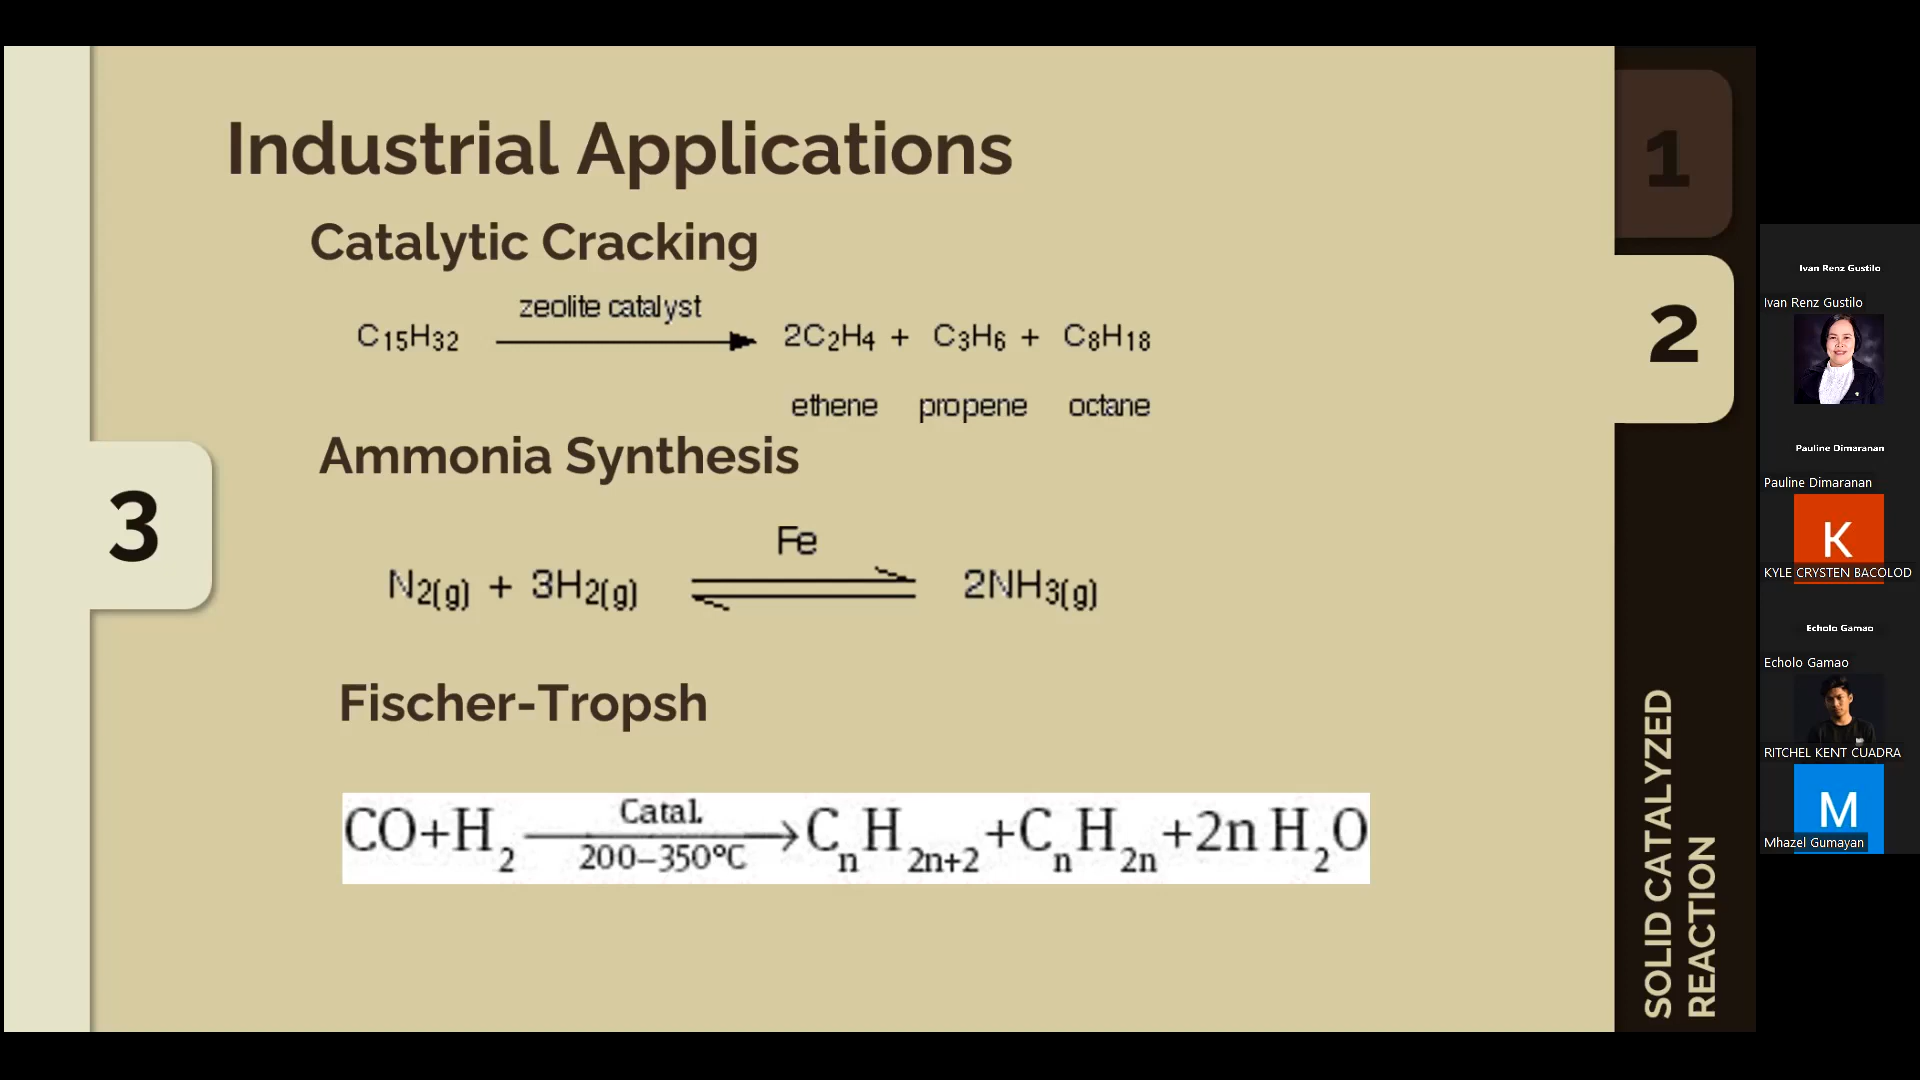 Industrial Applications
Catalytic Cracking
zeolite catalyst
C₁₅H₃₂ → 2C₂H₄ + C₃H₆ + C₈H₁₈
ethene propene octane
Ammonia Synthesis
Fe
N₂(g) + 3H₂(g) ⇌ 2NH₃(g)
Fischer-Tropsh
Catal.
CO+H₂ → CₙH₂ₙ₊₂ +CₙH₂ₙ +2n H₂O
200–350°C
3
1
2
SOLID CATALYZED
REACTION
Ivan Renz Gustilo
Ivan Renz Gustilo
Pauline Dimaranan
Pauline Dimaranan
K
KYLE CRYSTEN BACOLOD
Echolo Gamao
Echolo Gamao
RITCHEL KENT CUADRA
M
Mhazel Gumayan